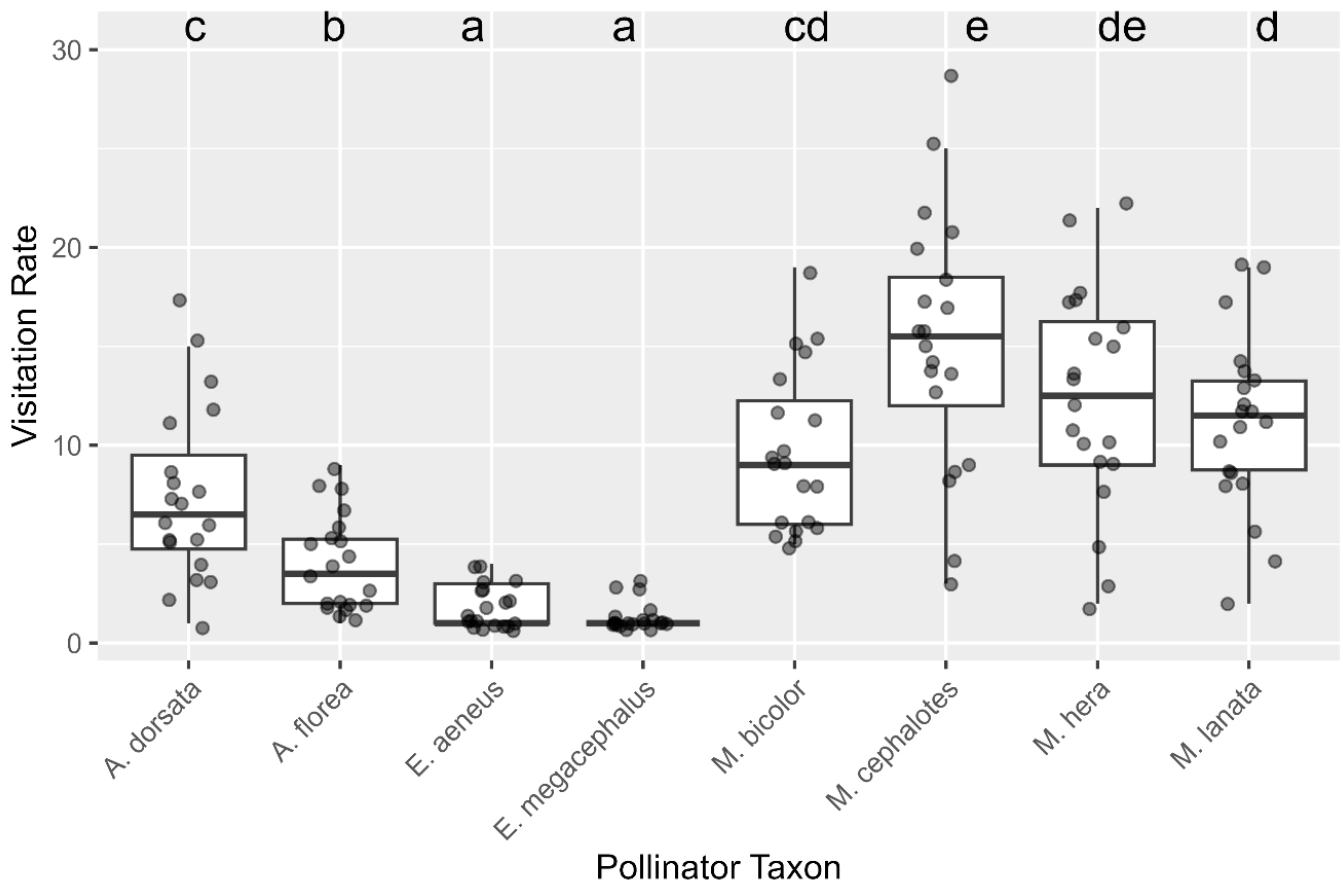 c b a a cd e de d
30
20
10
0
Visitation Rate
A. dorsata
A. florea
E. aeneus
E. megacephalus
M. bicolor
M. cephalotes
M. hera
M. lanata
Pollinator Taxon